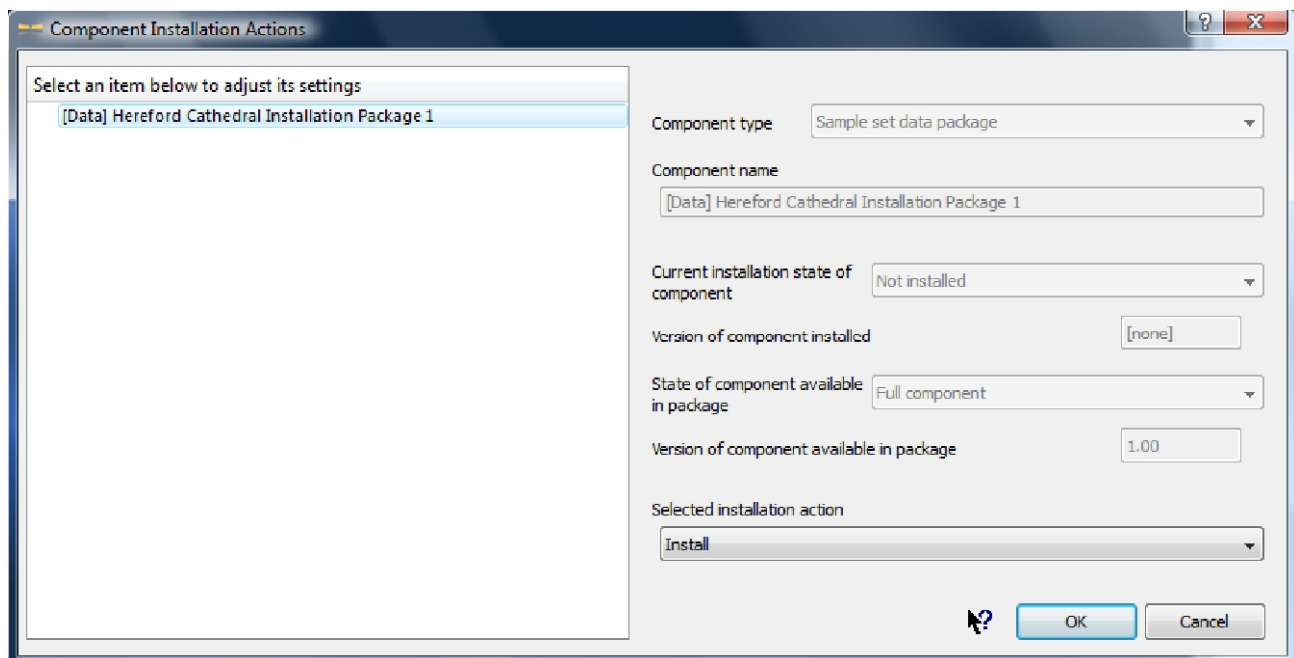 Component Installation Actions
?
Select an item below to adjust its settings
[Data] Hereford Cathedral Installation Package 1
Component type
Sample set data package
Component name
[Data] Hereford Cathedral Installation Package 1
Current installation state of
component
Not installed
Version of component installed
[none]
State of component available
in package
Full component
Version of component available in package
1.00
Selected installation action
Install
?
OK
Cancel